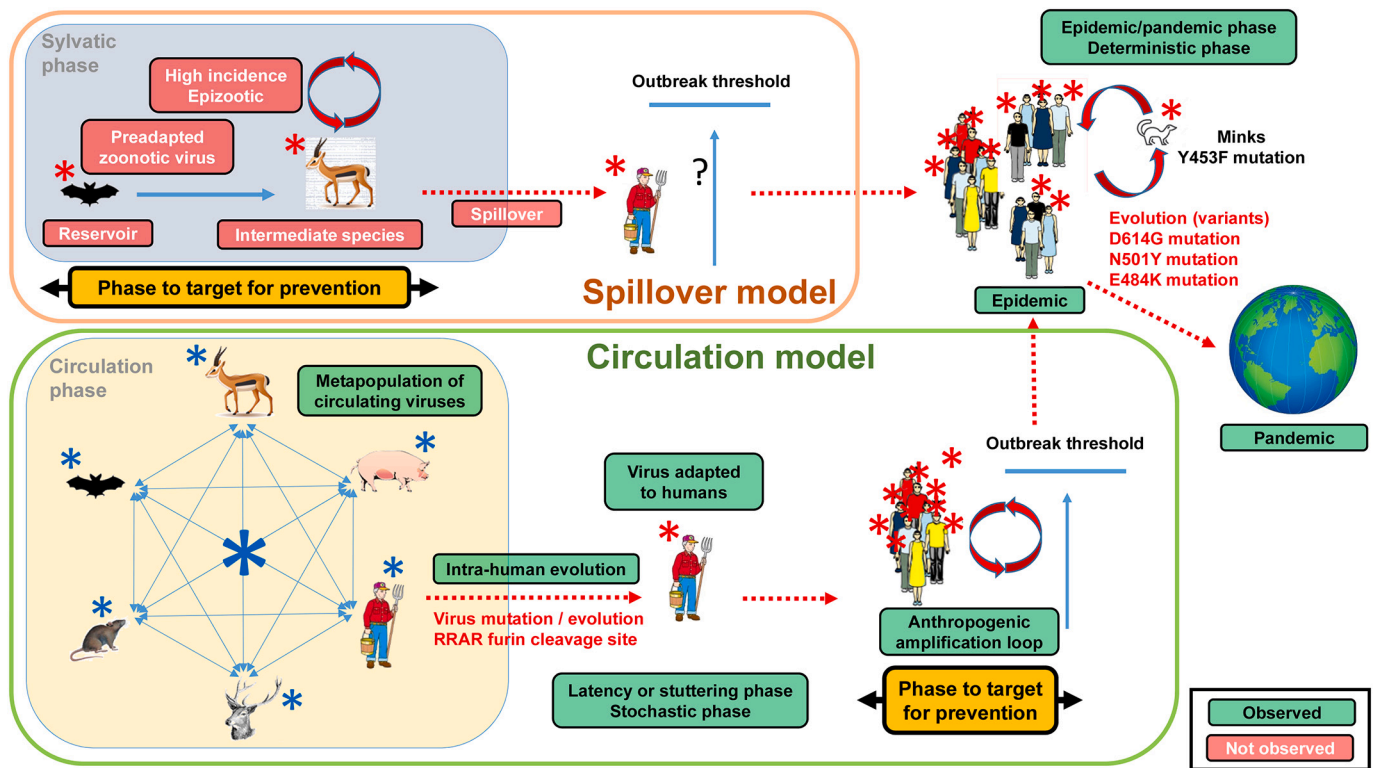 Sylvatic
phase
High incidence
Epizootic
Preadapted
zoonotic virus
Reservoir
Intermediate species
Spillover
Phase to target for prevention
Outbreak threshold
?
Spillover model
Epidemic/pandemic phase
Deterministic phase
Minks
Y453F mutation
Evolution (variants)
D614G mutation
N501Y mutation
E484K mutation
Epidemic
Pandemic
Circulation model
Circulation
phase
Metapopulation of
circulating viruses
Intra-human evolution
Virus mutation / evolution
RRAR furin cleavage site
Virus adapted
to humans
Latency or stuttering phase
Stochastic phase
Outbreak threshold
Anthropogenic
amplification loop
Phase to target
for prevention
Observed
Not observed